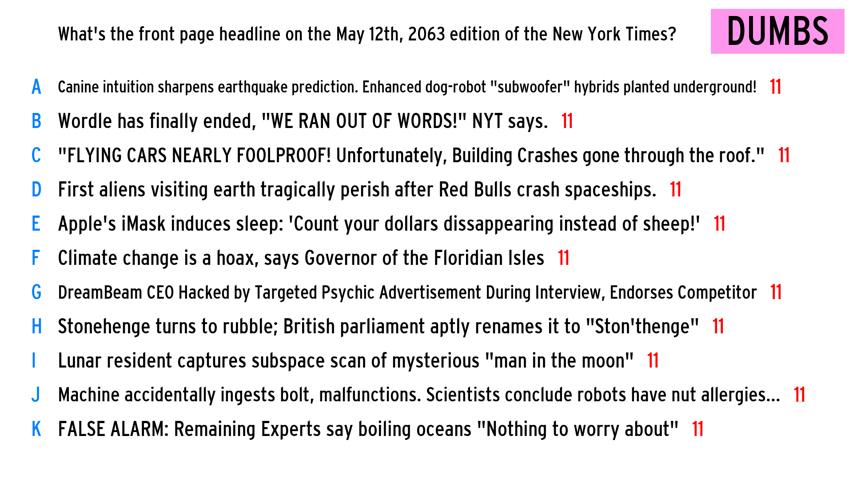 What's the front page headline on the May 12th, 2063 edition of the New York Times?
DUMBS
A Canine intuition sharpens earthquake prediction. Enhanced dog-robot "subwoofer" hybrids planted underground! 11
B Wordle has finally ended, "WE RAN OUT OF WORDS!" NYT says. 11
C "FLYING CARS NEARLY FOOLPROOF! Unfortunately, Building Crashes gone through the roof." 11
D First aliens visiting earth tragically perish after Red Bulls crash spaceships. 11
E Apple's iMask induces sleep: 'Count your dollars dissappearing instead of sheep!' 11
F Climate change is a hoax, says Governor of the Floridian Isles 11
G DreamBeam CEO Hacked by Targeted Psychic Advertisement During Interview, Endorses Competitor 11
H Stonehenge turns to rubble; British parliament aptly renames it to "Ston'thenge" 11
I Lunar resident captures subspace scan of mysterious "man in the moon" 11
J Machine accidentally ingests bolt, malfunctions. Scientists conclude robots have nut allergies... 11
K FALSE ALARM: Remaining Experts say boiling oceans "Nothing to worry about" 11